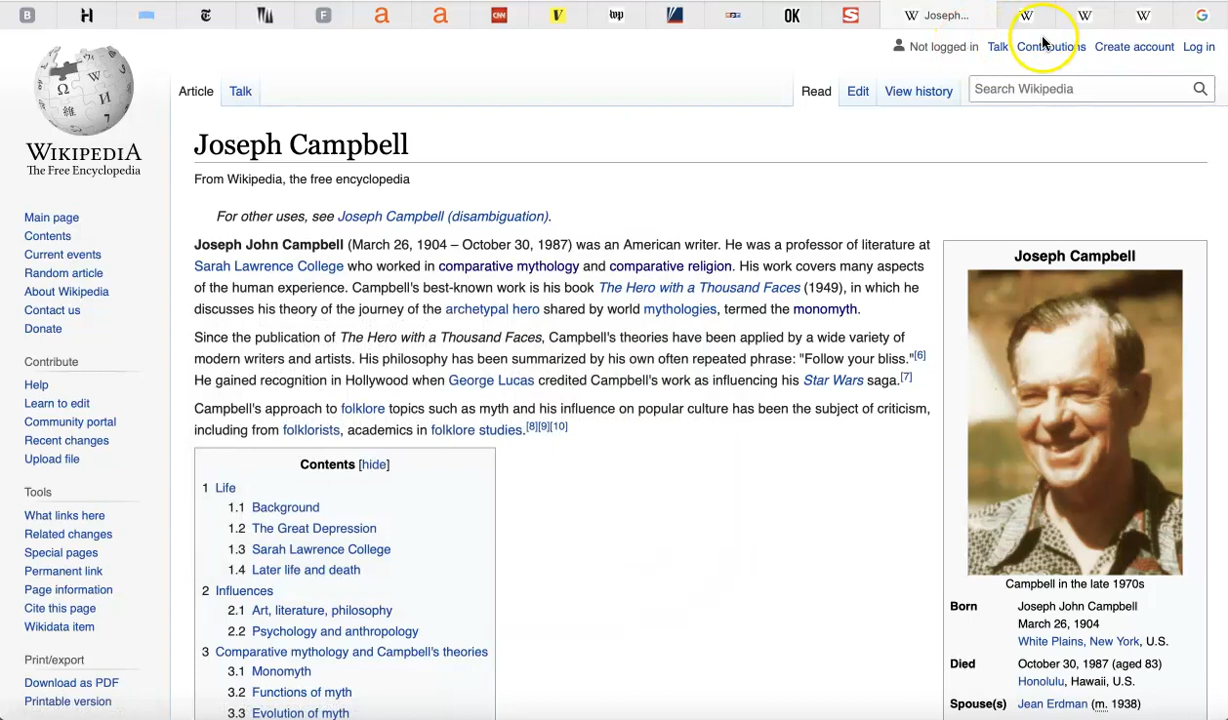 B H F a a CNN V wp OK S W Joseph... W W W G
Not logged in Talk Contributions Create account Log in
Article Talk Read Edit View history Search Wikipedia
WIKIPEDIA
The Free Encyclopedia
Joseph Campbell
From Wikipedia, the free encyclopedia
For other uses, see Joseph Campbell (disambiguation).
Joseph John Campbell (March 26, 1904 – October 30, 1987) was an American writer. He was a professor of literature at
Sarah Lawrence College who worked in comparative mythology and comparative religion. His work covers many aspects
of the human experience. Campbell's best-known work is his book The Hero with a Thousand Faces (1949), in which he
discusses his theory of the journey of the archetypal hero shared by world mythologies, termed the monomyth.
Since the publication of The Hero with a Thousand Faces, Campbell's theories have been applied by a wide variety of
modern writers and artists. His philosophy has been summarized by his own often repeated phrase: "Follow your bliss."[6]
He gained recognition in Hollywood when George Lucas credited Campbell's work as influencing his Star Wars saga.[7]
Campbell's approach to folklore topics such as myth and his influence on popular culture has been the subject of criticism,
including from folklorists, academics in folklore studies.[8][9][10]
Contents [hide]
1 Life
1.1 Background
1.2 The Great Depression
1.3 Sarah Lawrence College
1.4 Later life and death
2 Influences
2.1 Art, literature, philosophy
2.2 Psychology and anthropology
3 Comparative mythology and Campbell's theories
3.1 Monomyth
3.2 Functions of myth
3.3 Evolution of myth
Joseph Campbell
Campbell in the late 1970s
Born Joseph John Campbell
March 26, 1904
White Plains, New York, U.S.
Died October 30, 1987 (aged 83)
Honolulu, Hawaii, U.S.
Spouse(s) Jean Erdman (m. 1938)
Main page
Contents
Current events
Random article
About Wikipedia
Contact us
Donate
Contribute
Help
Learn to edit
Community portal
Recent changes
Upload file
Tools
What links here
Related changes
Special pages
Permanent link
Page information
Cite this page
Wikidata item
Print/export
Download as PDF
Printable version